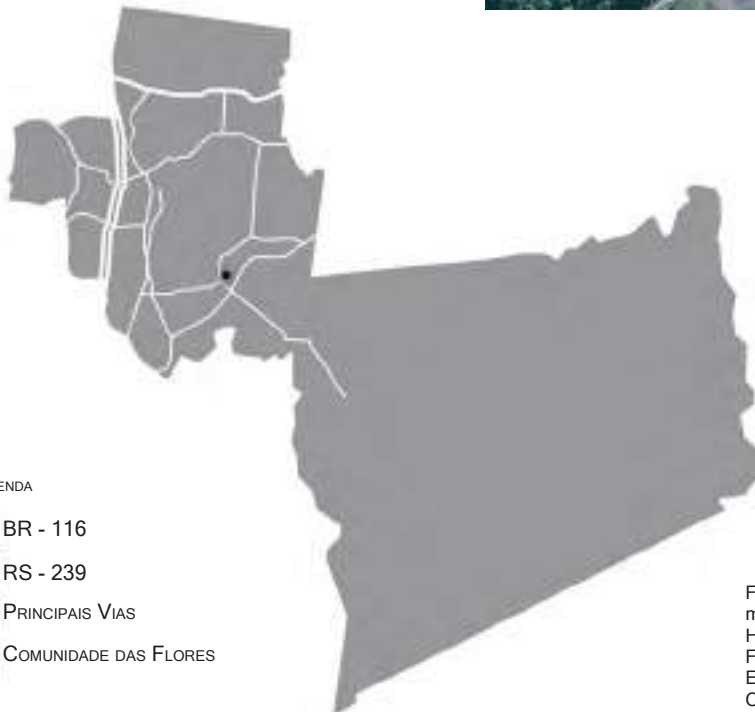 ENDA
BR - 116
RS - 239
PRINCIPAIS VIAS
COMUNIDADE DAS FLORES
F
m
H
F
E
C